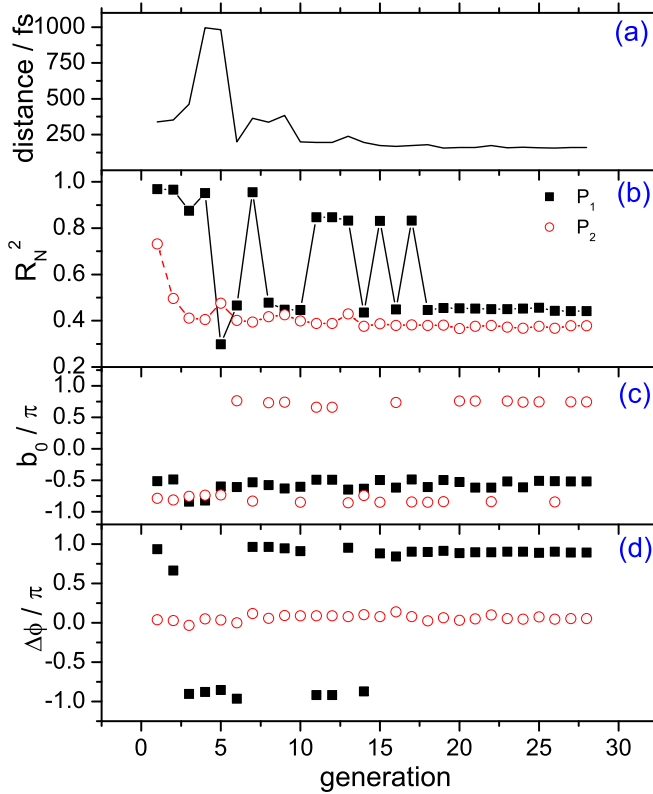 (a)
distance / fs
1000
750
500
250
(b)
R_N^2
1.0
0.8
0.6
0.4
0.2
P_1
P_2
(c)
b_0 / π
1.0
0.5
0.0
-0.5
-1.0
(d)
Δϕ / π
1.0
0.5
0.0
-0.5
-1.0
0 5 10 15 20 25 30
generation